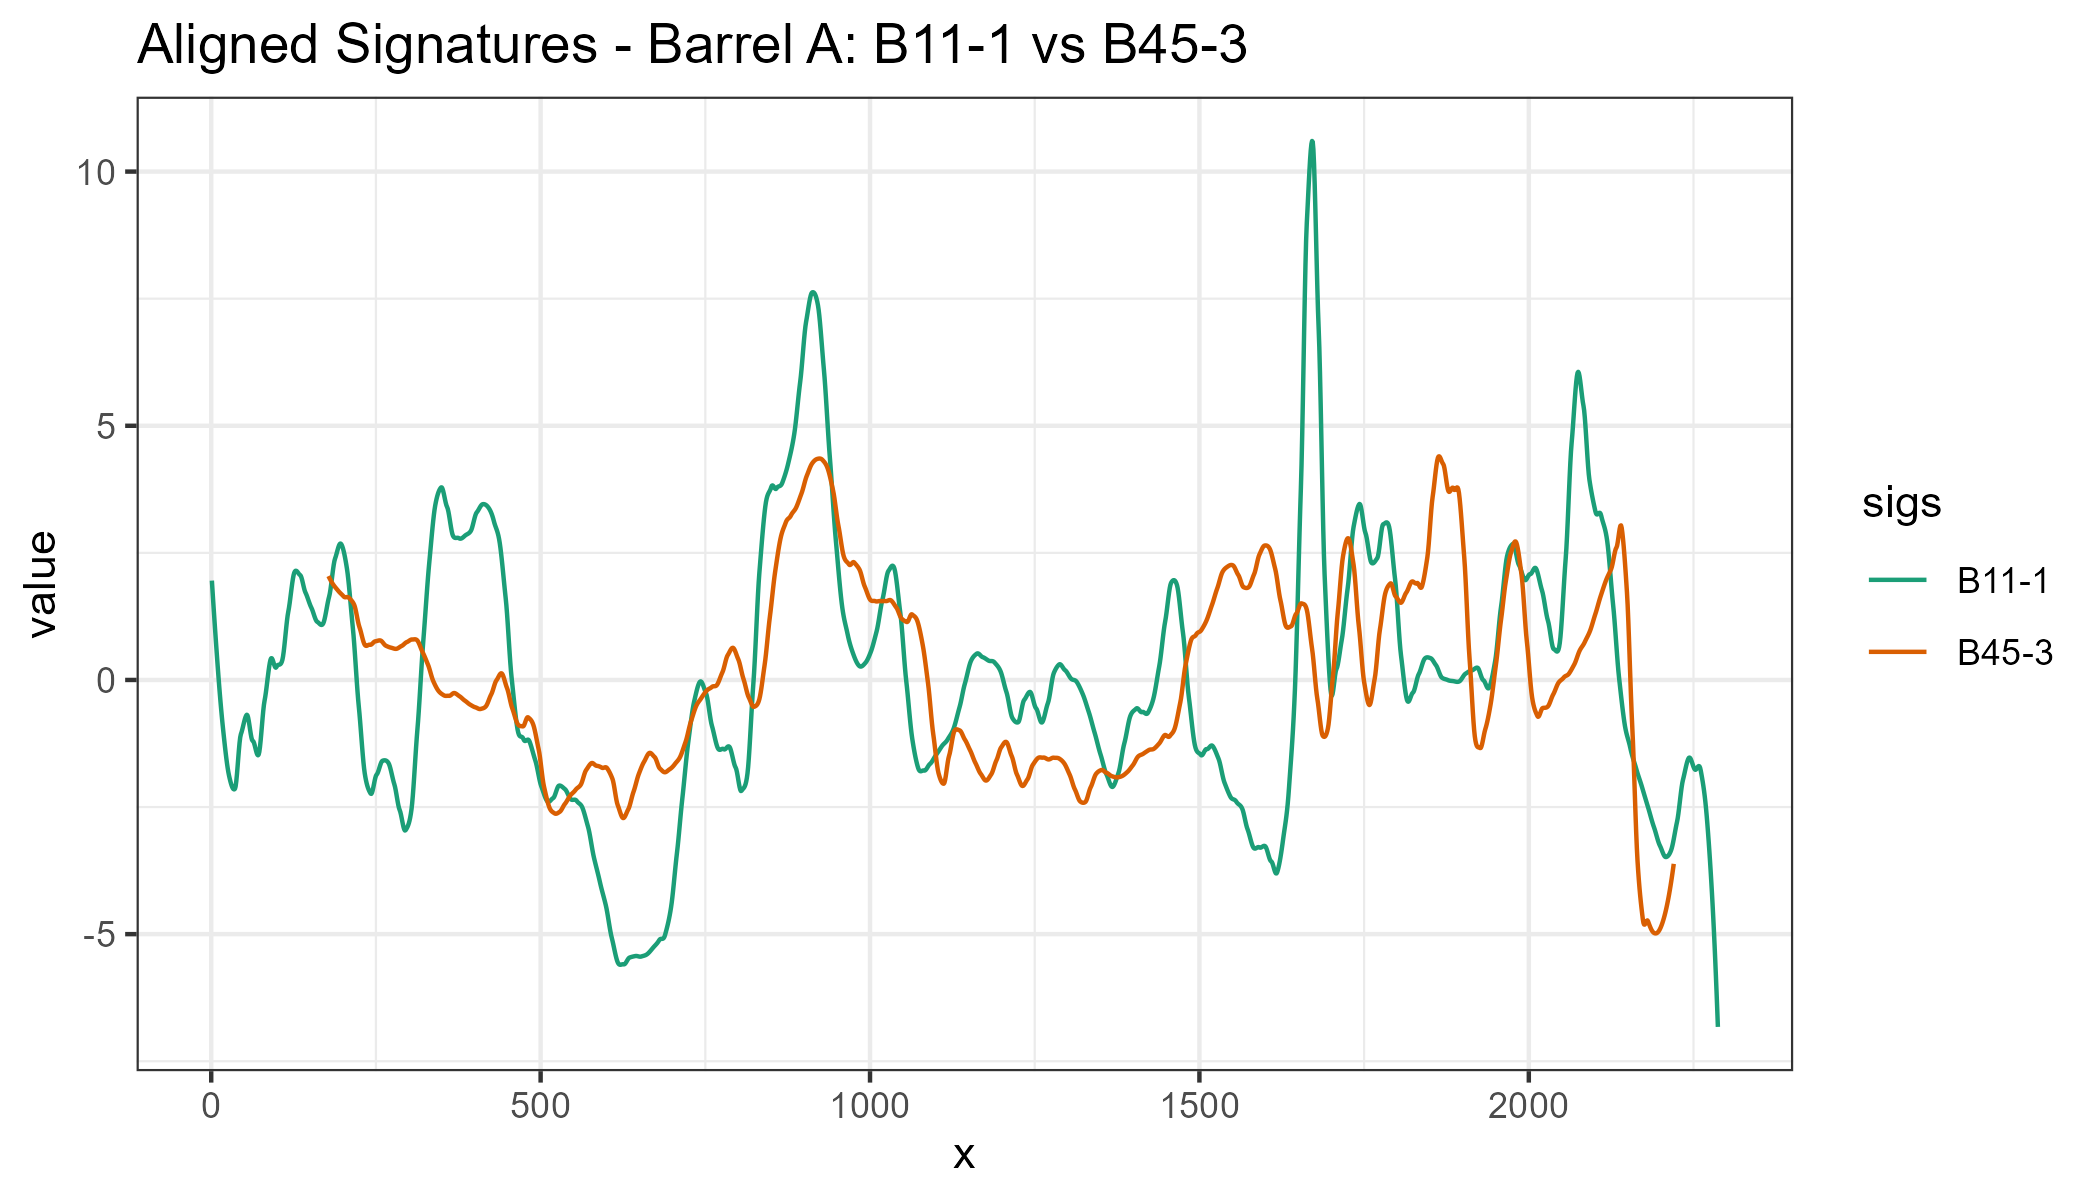 Aligned Signatures - Barrel A: B11-1 vs B45-3
10
5
0
-5
value
0
500
1000
1500
2000
x
sigs
B11-1
B45-3